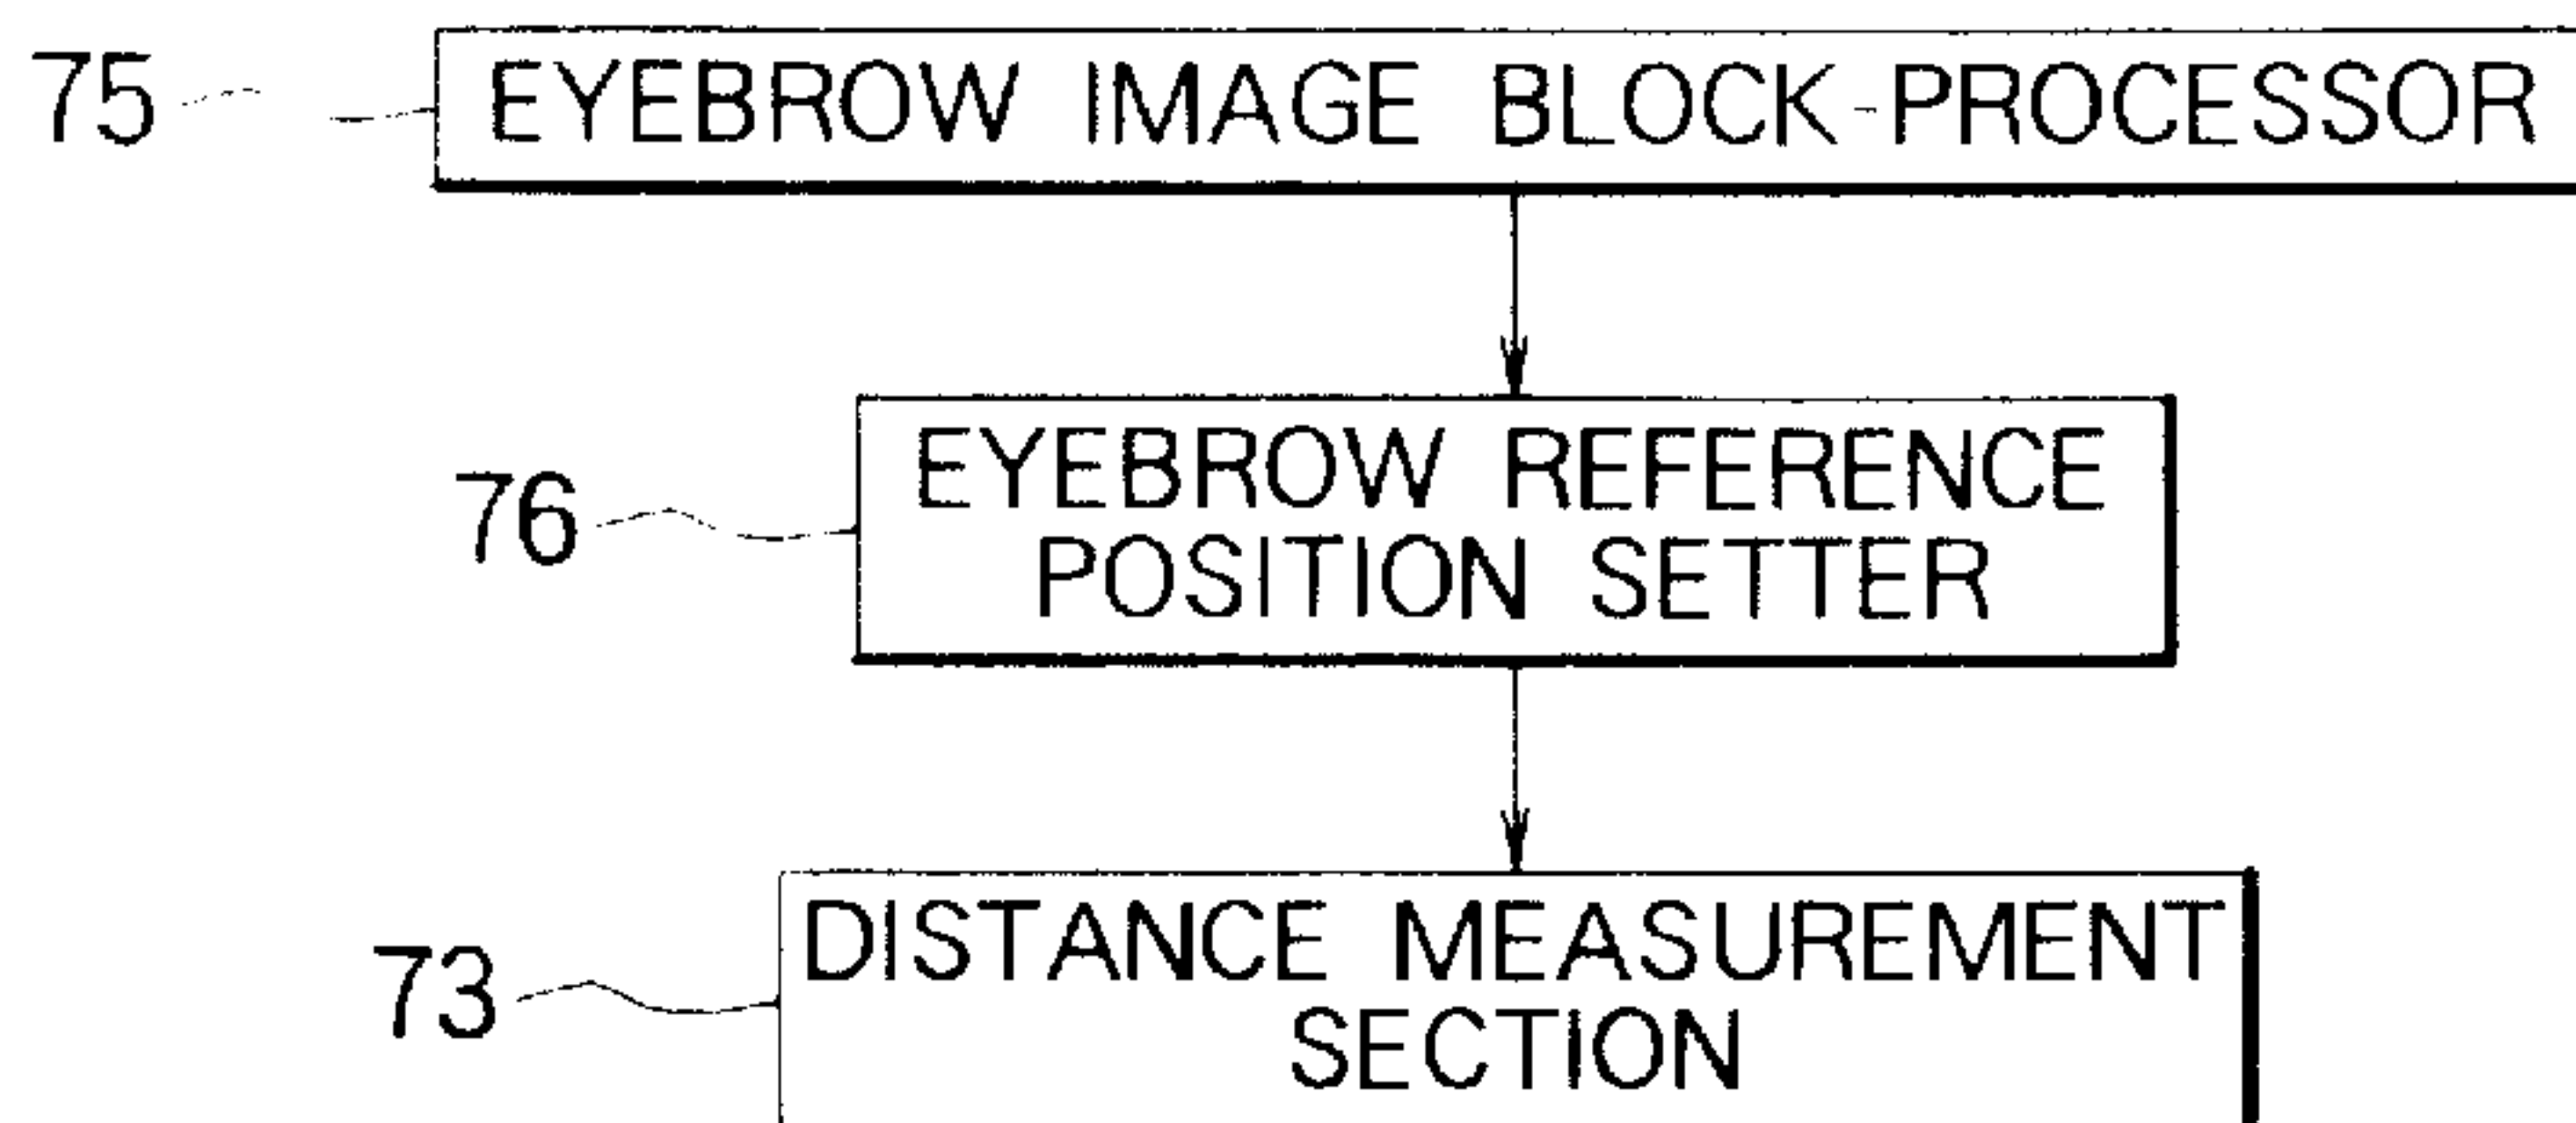 75 EYEBROW IMAGE BLOCK-PROCESSOR
76 EYEBROW REFERENCE
POSITION SETTER
73 DISTANCE MEASUREMENT
SECTION